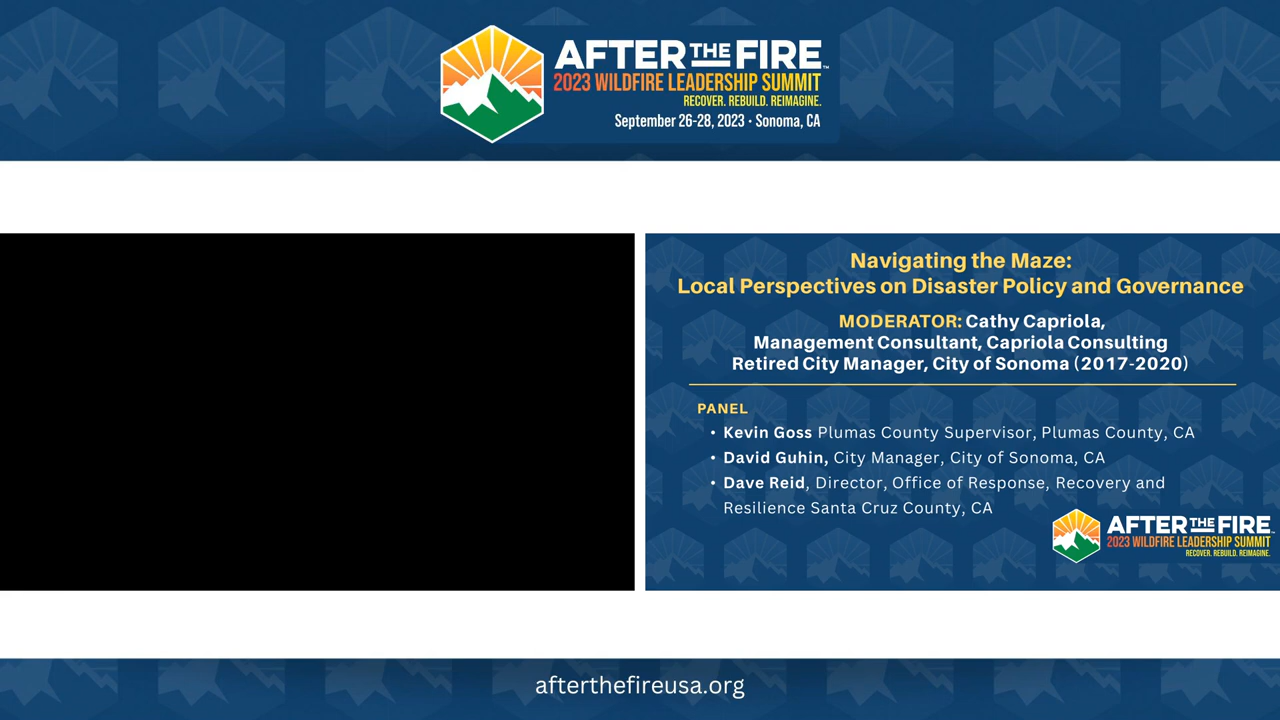 AFTER THE FIRE™
2023 WILDFIRE LEADERSHIP SUMMIT
RECOVER. REBUILD. REIMAGINE.
September 26-28, 2023 · Sonoma, CA
Navigating the Maze:
Local Perspectives on Disaster Policy and Governance
MODERATOR: Cathy Capriola,
Management Consultant, Capriola Consulting
Retired City Manager, City of Sonoma (2017-2020)
PANEL
• Kevin Goss Plumas County Supervisor, Plumas County, CA
• David Guhin, City Manager, City of Sonoma, CA
• Dave Reid, Director, Office of Response, Recovery and
Resilience Santa Cruz County, CA
AFTER THE FIRE™
2023 WILDFIRE LEADERSHIP SUMMIT
RECOVER. REBUILD. REIMAGINE.
afterthefireusa.org